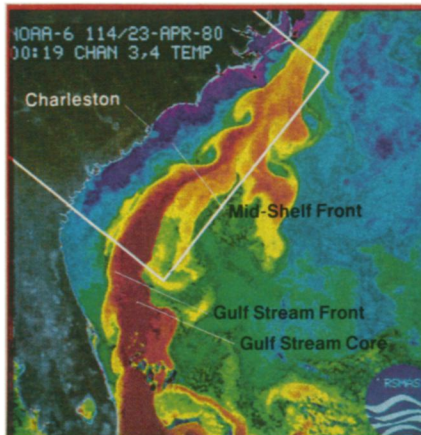 NOAA-6 114/23-APR-80
00:19 CHAN 3,4 TEMP
Charleston
Mid-Shelf Front
Gulf Stream Front
Gulf Stream Core
RSMAS